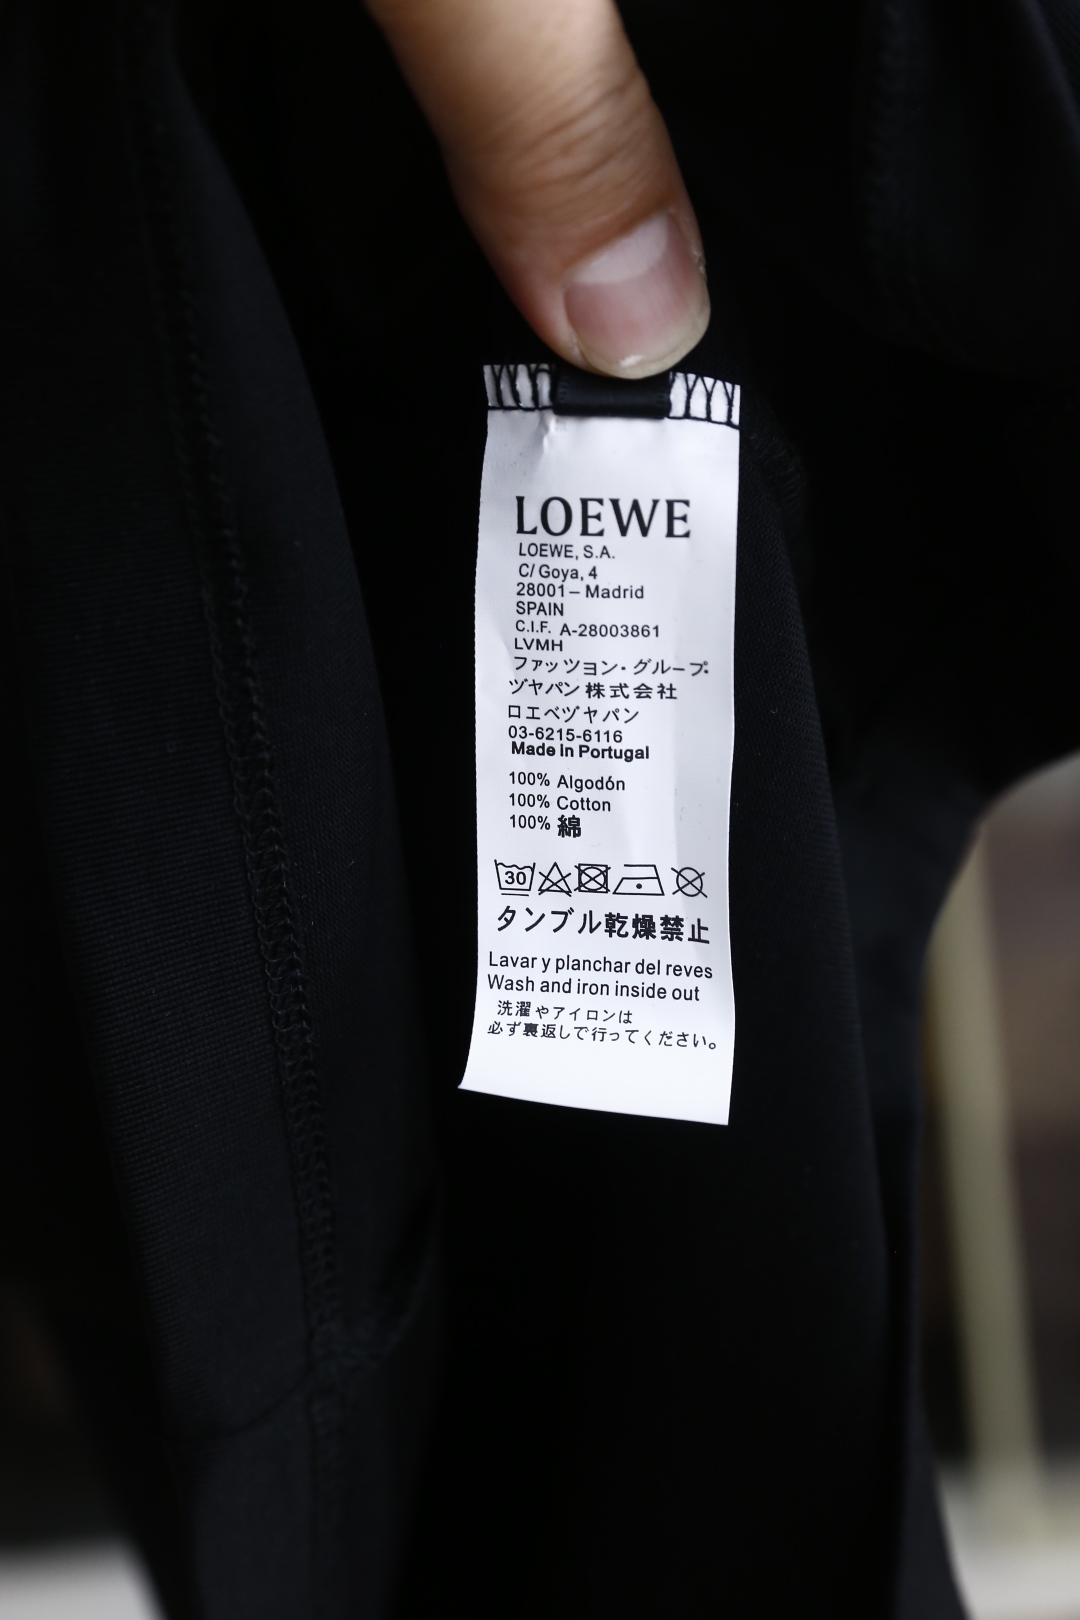 LOEWE
LOEWE, S.A.
C/ Goya, 4
28001 – Madrid
SPAIN
C.I.F. A-28003861
LVMH
ファッツョン・グループ
ヅヤパン 株式会社
ロエベヅヤパン
03-6215-6116
Made in Portugal
100% Algodón
100% Cotton
100% 綿
30
タンブル乾燥禁止
Lavar y planchar del reves
Wash and iron inside out
洗濯やアイロンは
必ず裏返しで行ってください。